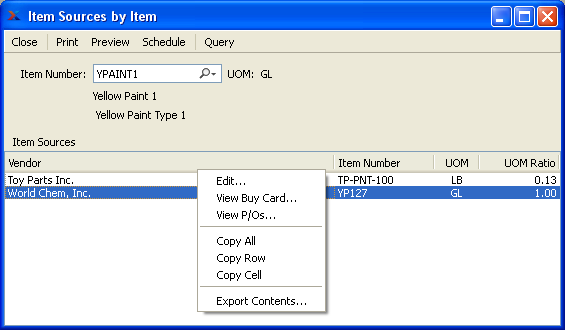 Item Sources by Item
Close Print Preview Schedule Query
Item Number: YPAINT1 UOM: GL
Yellow Paint 1
Yellow Paint Type 1
Item Sources
Vendor Item Number UOM UOM Ratio
Toy Parts Inc. TP-PNT-100 LB 0.13
World Chem, Inc. YP127 GL 1.00
Edit...
View Buy Card...
View P/Os...
Copy All
Copy Row
Copy Cell
Export Contents...